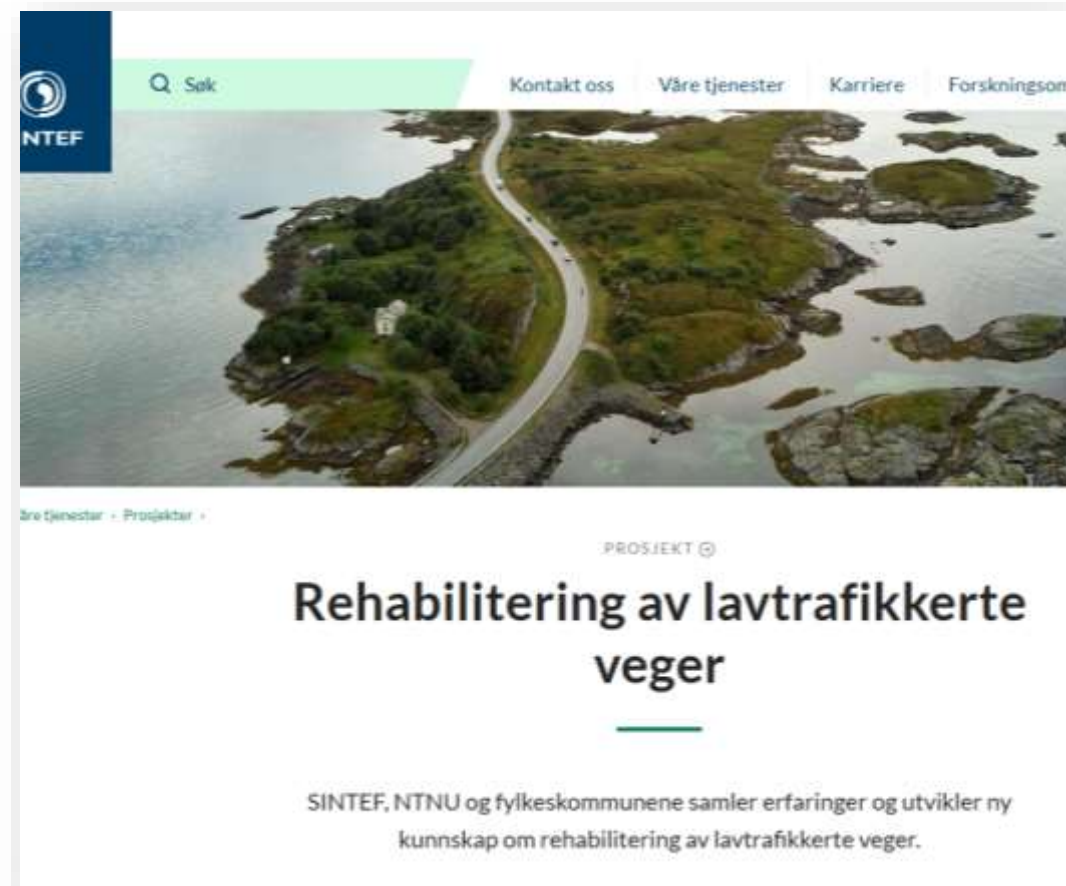 Søk
Kontakt oss Våre tjenester Karriere Forskningsom
NTEF
åre tjenester › Prosjekter ›
PROSJEKT
Rehabilitering av lavtrafikkerte
veger
SINTEF, NTNU og fylkeskommunene samler erfaringer og utvikler ny
kunnskap om rehabilitering av lavtrafikkerte veger.